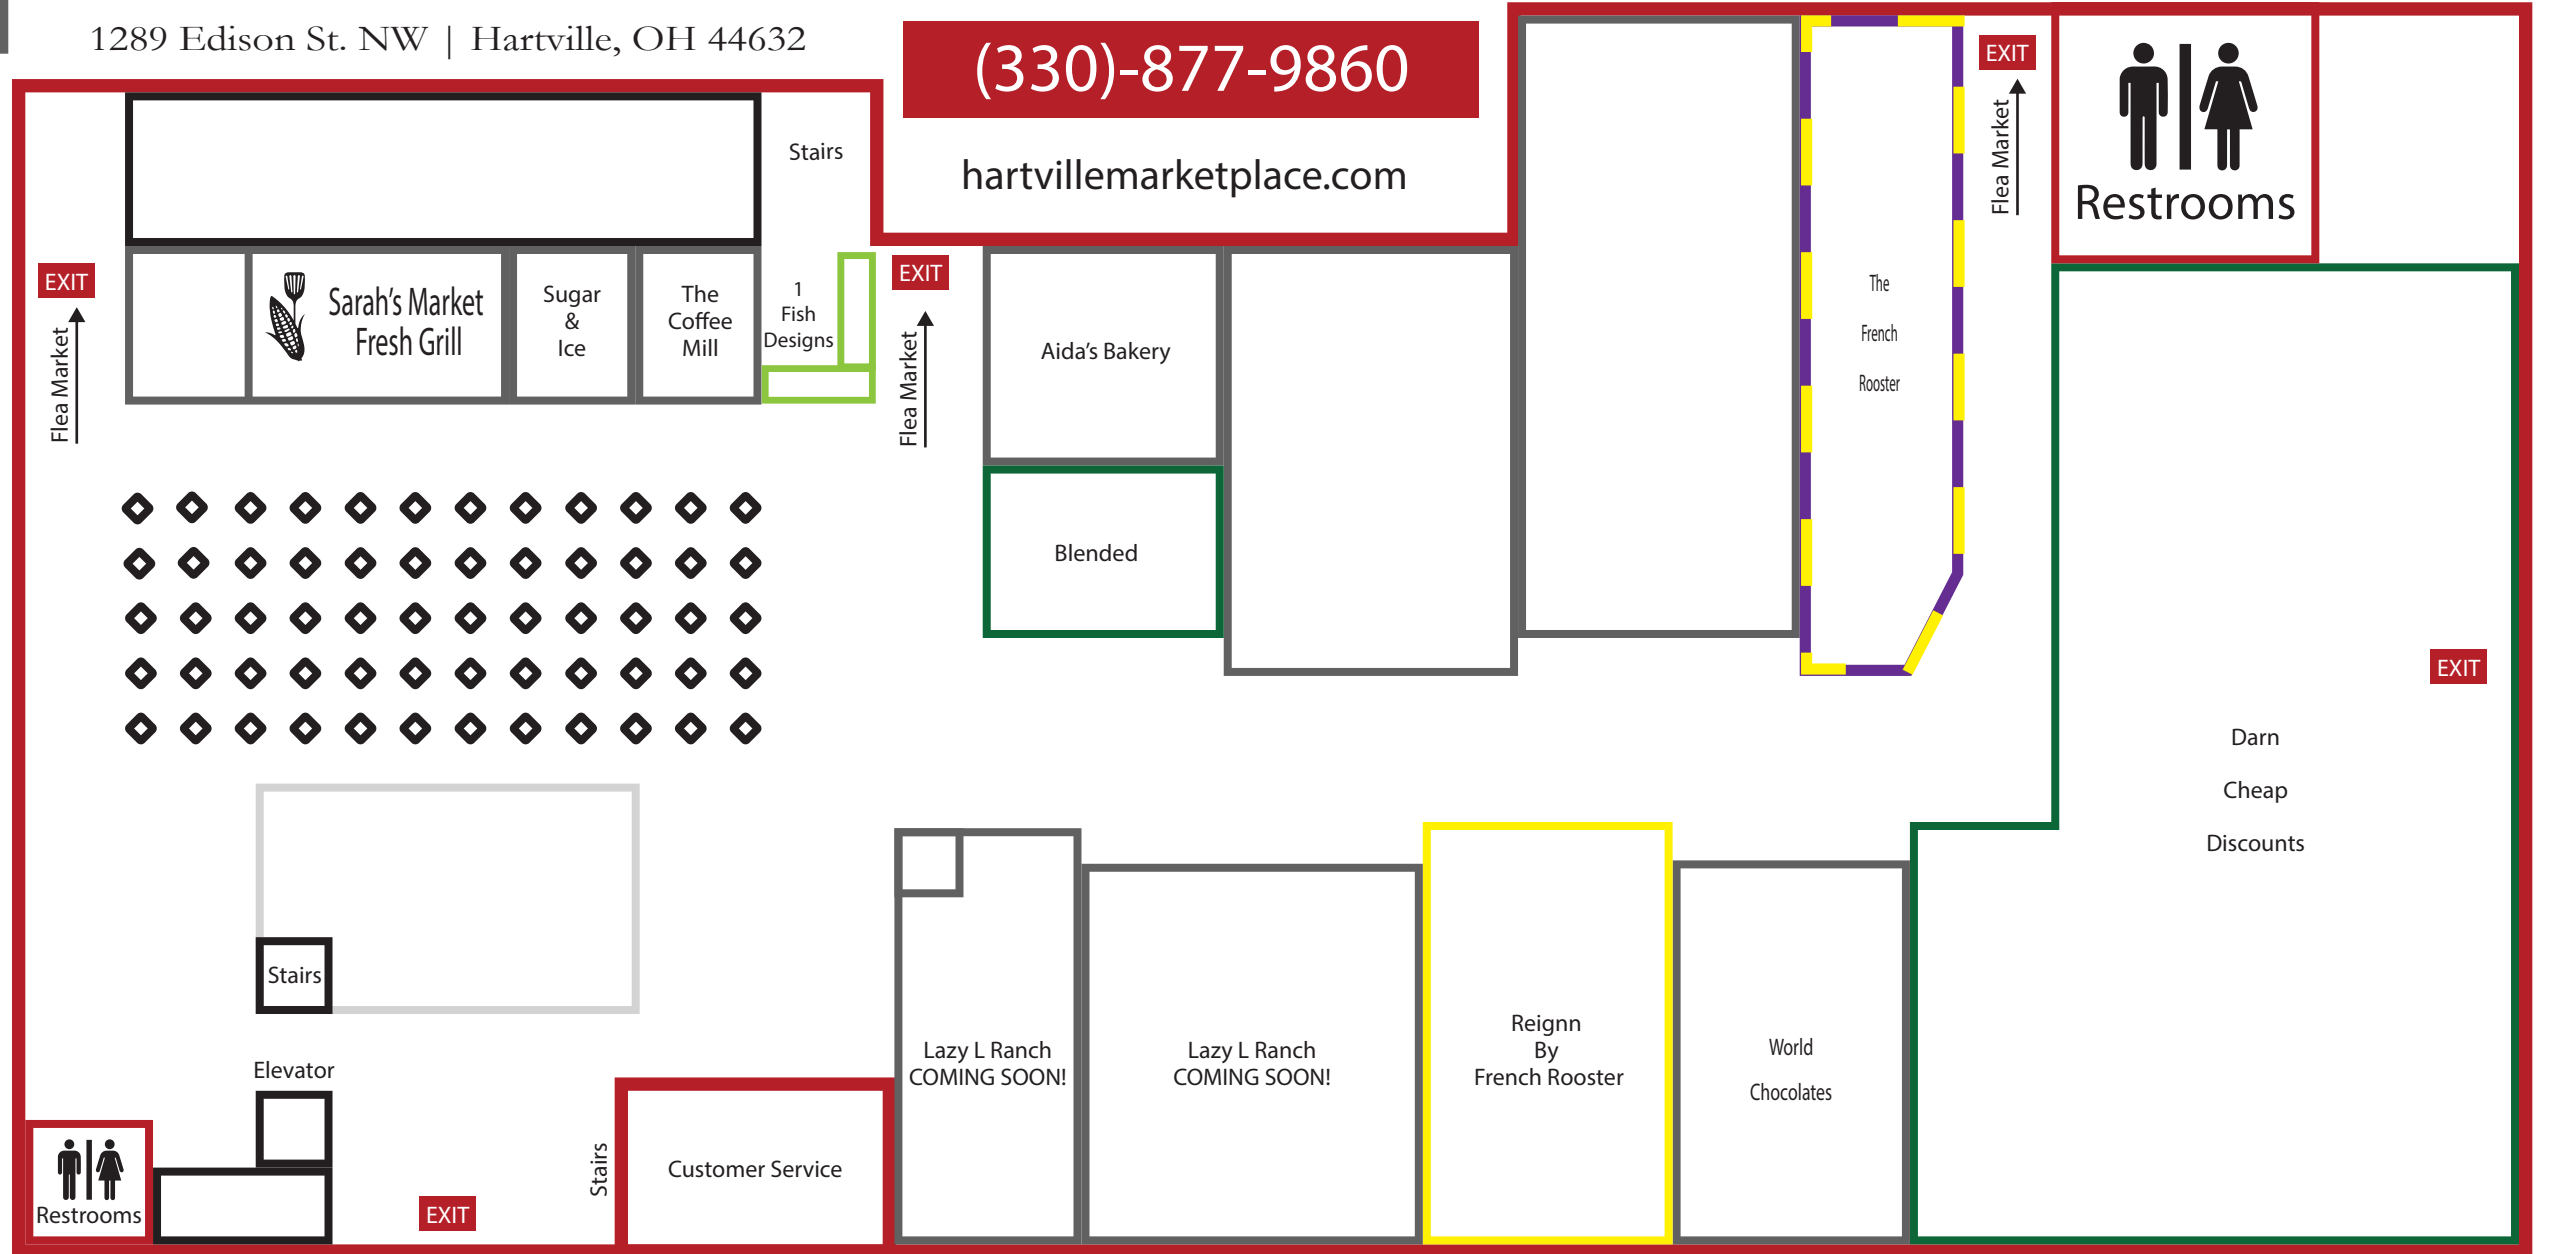 1289 Edison St. NW | Hartville, OH 44632
(330)-877-9860
hartvillemarketplace.com
Stairs
EXIT
Flea Market
Sarah's Market
Fresh Grill
Sugar
&
Ice
The
Coffee
Mill
1
Fish
Designs
EXIT
Flea Market
Aida's Bakery
Blended
The
French
Rooster
EXIT
Flea Market
Restrooms
EXIT
Darn
Cheap
Discounts
Stairs
Elevator
Restrooms
EXIT
Stairs
Customer Service
Lazy L Ranch
COMING SOON!
Lazy L Ranch
COMING SOON!
Reignn
By
French Rooster
World
Chocolates